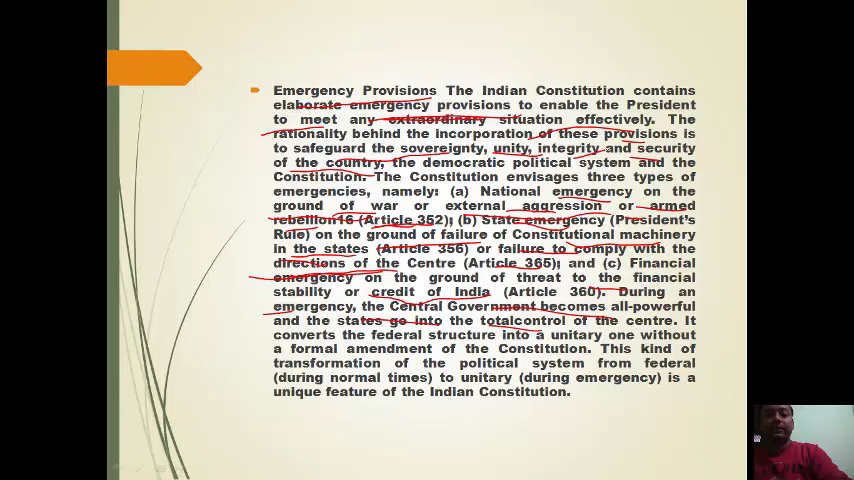 Emergency Provisions The Indian Constitution contains
elaborate emergency provisions to enable the President
to meet any extraordinary situation effectively. The
rationality behind the incorporation of these provisions is
to safeguard the sovereignty, unity, integrity and security
of the country, the democratic political system and the
Constitution. The Constitution envisages three types of
emergencies, namely: (a) National emergency on the
ground of war or external aggression or armed
rebellion16 (Article 352); (b) State emergency (President's
Rule) on the ground of failure of Constitutional machinery
in the states (Article 356) or failure to comply with the
directions of the Centre (Article 365); and (c) Financial
emergency on the ground of threat to the financial
stability or credit of India (Article 360). During an
emergency, the Central Government becomes all-powerful
and the states go into the totalcontrol of the centre. It
converts the federal structure into a unitary one without
a formal amendment of the Constitution. This kind of
transformation of the political system from federal
(during normal times) to unitary (during emergency) is a
unique feature of the Indian Constitution.